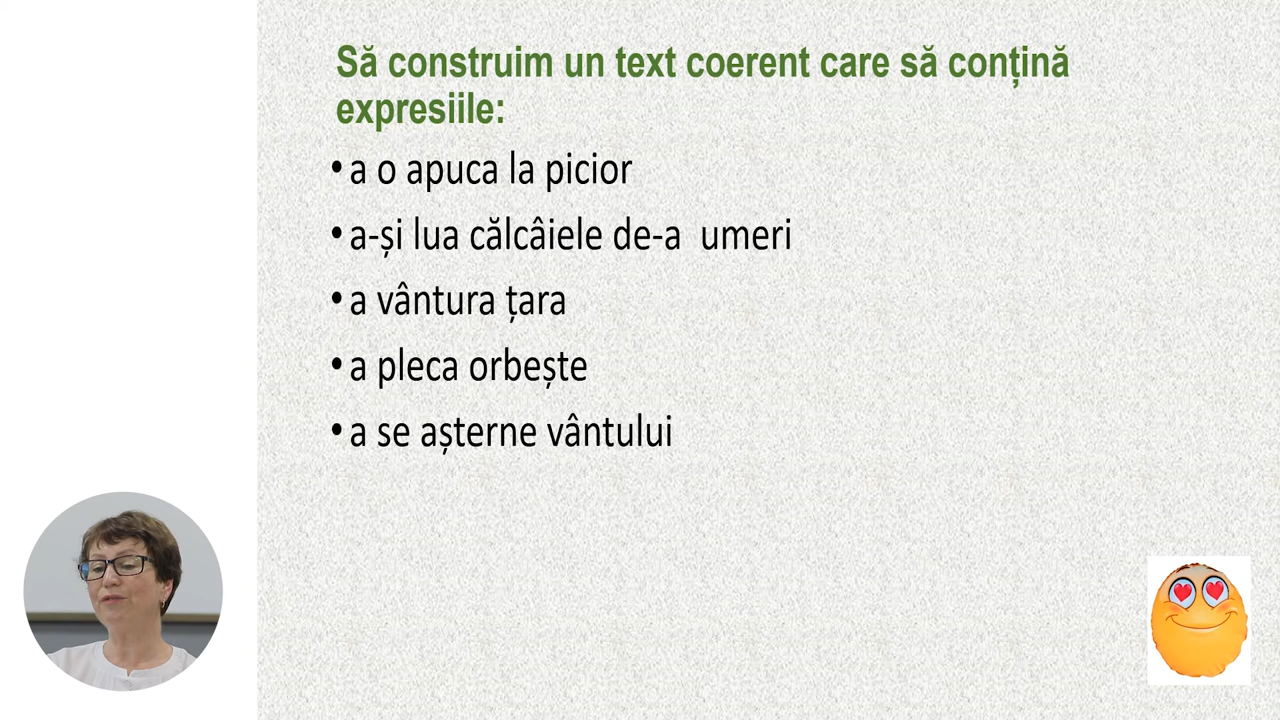 Să construim un text coerent care să conțină
expresiile:
• a o apuca la picior
• a-și lua călcâiele de-a  umeri
• a vântura țara
• a pleca orbește
• a se așterne vântului